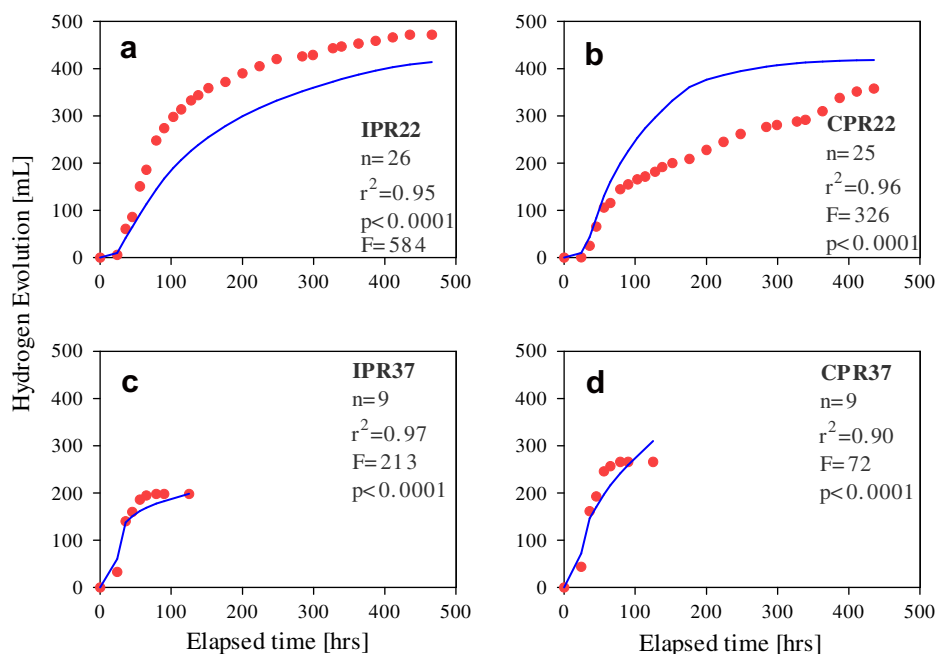 Hydrogen Evolution [mL]
500
400
300
200
100
0
a
IPR22
n=26
r²=0.95
p<0.0001
F=584
0 100 200 300 400 500
500
400
300
200
100
0
b
CPR22
n=25
r²=0.96
F=326
p<0.0001
0 100 200 300 400 500
500
400
300
200
100
0
c
IPR37
n=9
r²=0.97
F=213
p<0.0001
0 100 200 300 400 500
Elapsed time [hrs]
500
400
300
200
100
0
d
CPR37
n=9
r²=0.90
F=72
p<0.0001
0 100 200 300 400 500
Elapsed time [hrs]